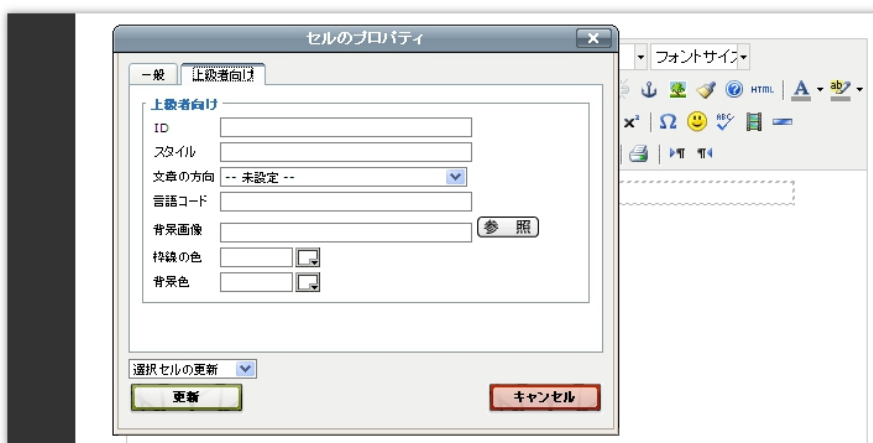 セルのプロパティ
一般 上級者向け
フォントサイズ
HTML A ab
上級者向け
ID
スタイル
x² Ω ABC
文章の方向 -- 未設定 --
言語コード
背景画像 参 照
枠線の色
背景色
選択セルの更新
更新 キャンセル